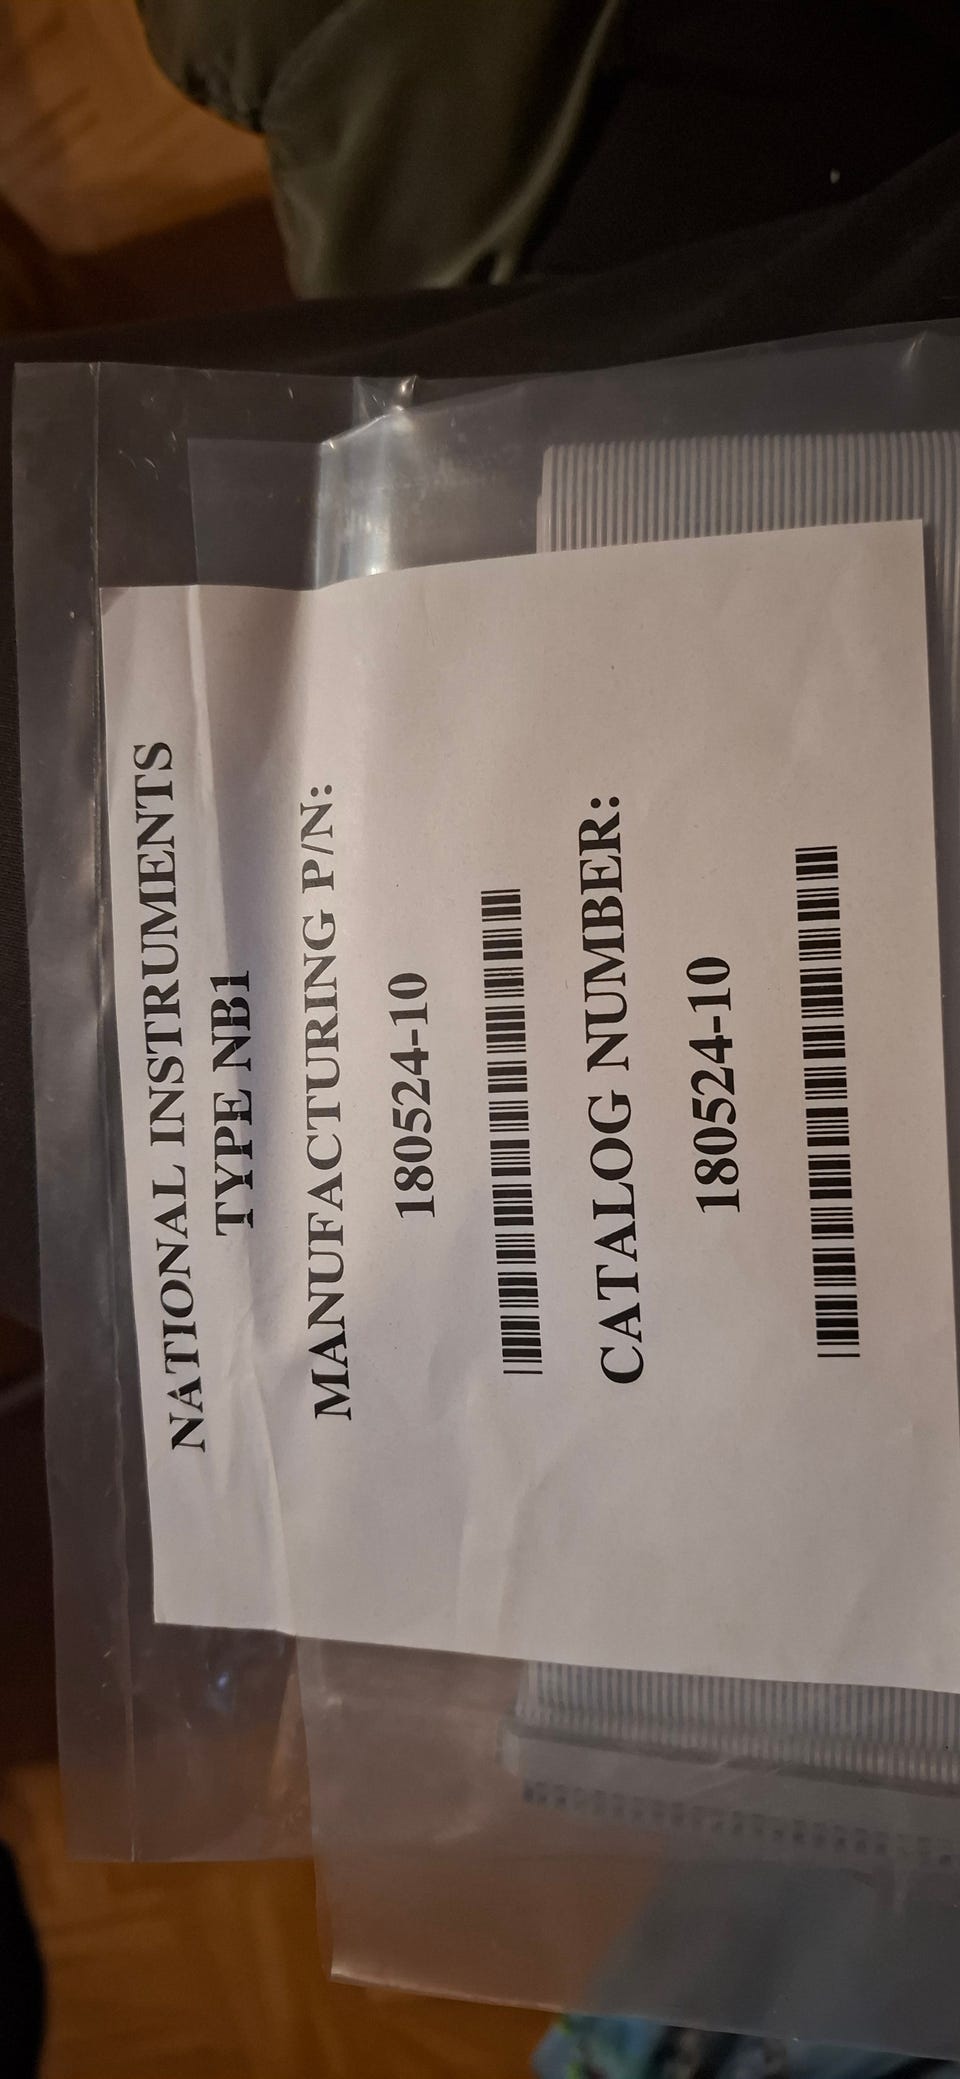 NATIONAL INSTRUMENTS
TYPE NB1
MANUFACTURING P/N:
180524-10
CATALOG NUMBER:
180524-10